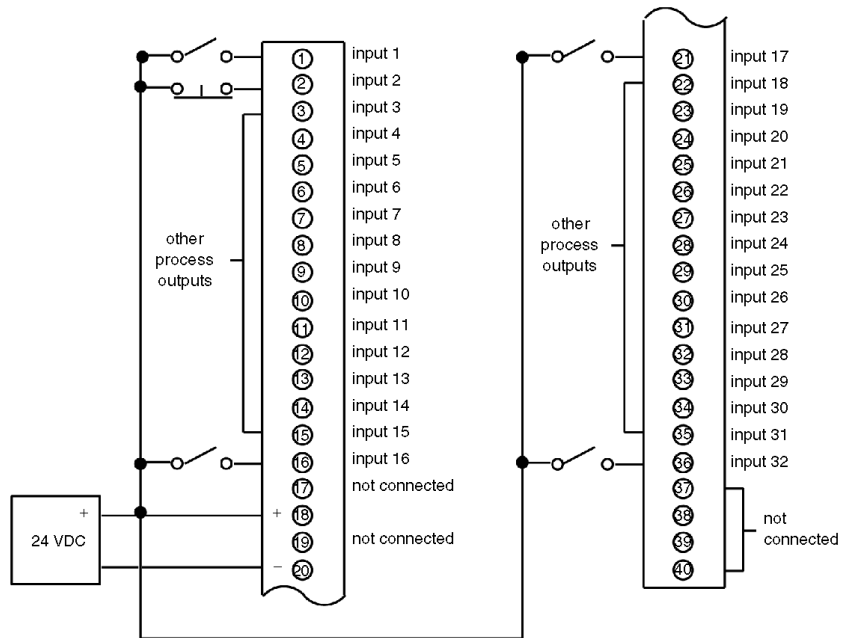 1 input 1
2 input 2
3 input 3
4 input 4
5 input 5
6 input 6
7 input 7
8 input 8
9 input 9
10 input 10
11 input 11
12 input 12
13 input 13
14 input 14
15 input 15
16 input 16
17 not connected
+ 18
19 not connected
− 20
other
process
outputs
+
24 VDC
−
21 input 17
22 input 18
23 input 19
24 input 20
25 input 21
26 input 22
27 input 23
28 input 24
29 input 25
30 input 26
31 input 27
32 input 28
33 input 29
34 input 30
35 input 31
36 input 32
37
38
39
40
other
process
outputs
not
connected